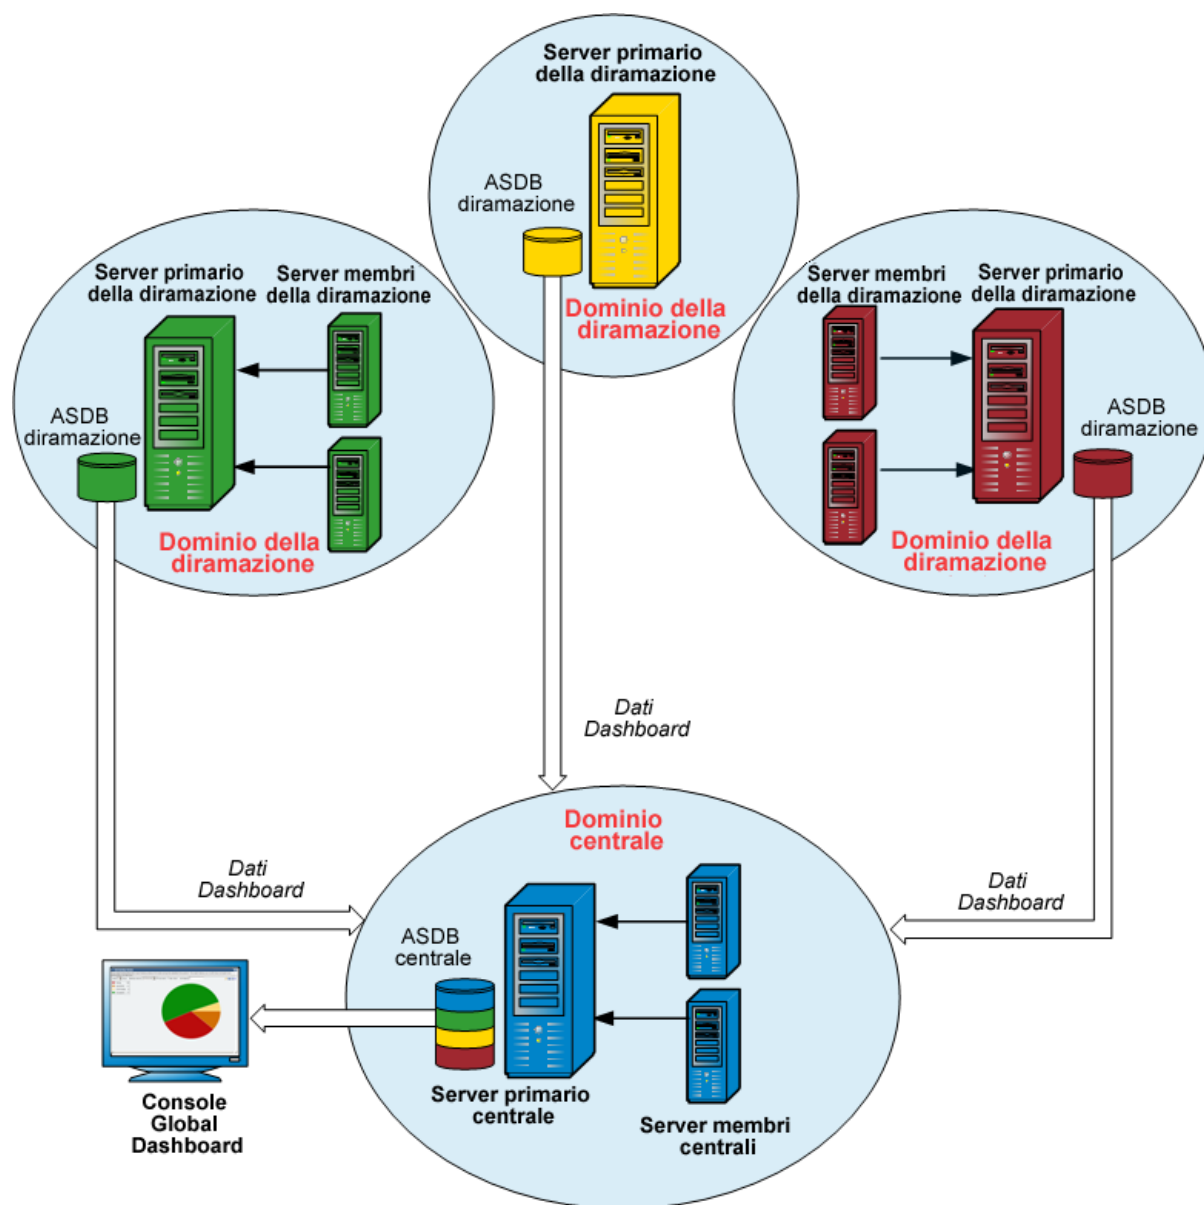 Server primario
della diramazione
ASDB
diramazione
Dominio della
diramazione
Server primario
della diramazione
Server membri
della diramazione
ASDB
diramazione
Dominio della
diramazione
Server membri
della diramazione
Server primario
della diramazione
ASDB
diramazione
Dominio della
diramazione
Dati
Dashboard
Dati
Dashboard
Dati
Dashboard
Dominio
centrale
ASDB
centrale
Server primario
centrale
Server membri
centrali
Console
Global
Dashboard